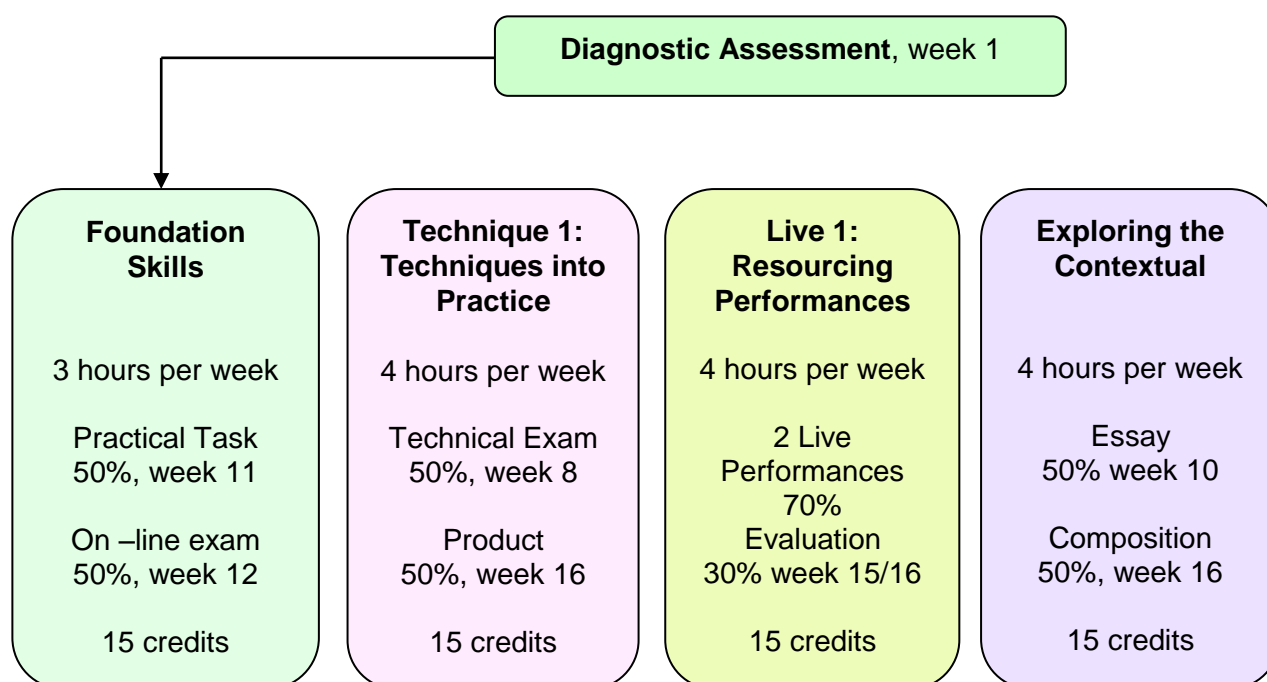 Diagnostic Assessment, week 1
Foundation
Skills
3 hours per week
Practical Task
50%, week 11
On –line exam
50%, week 12
15 credits
Technique 1:
Techniques into
Practice
4 hours per week
Technical Exam
50%, week 8
Product
50%, week 16
15 credits
Live 1:
Resourcing
Performances
4 hours per week
2 Live
Performances
70%
Evaluation
30% week 15/16
15 credits
Exploring the
Contextual
4 hours per week
Essay
50% week 10
Composition
50%, week 16
15 credits